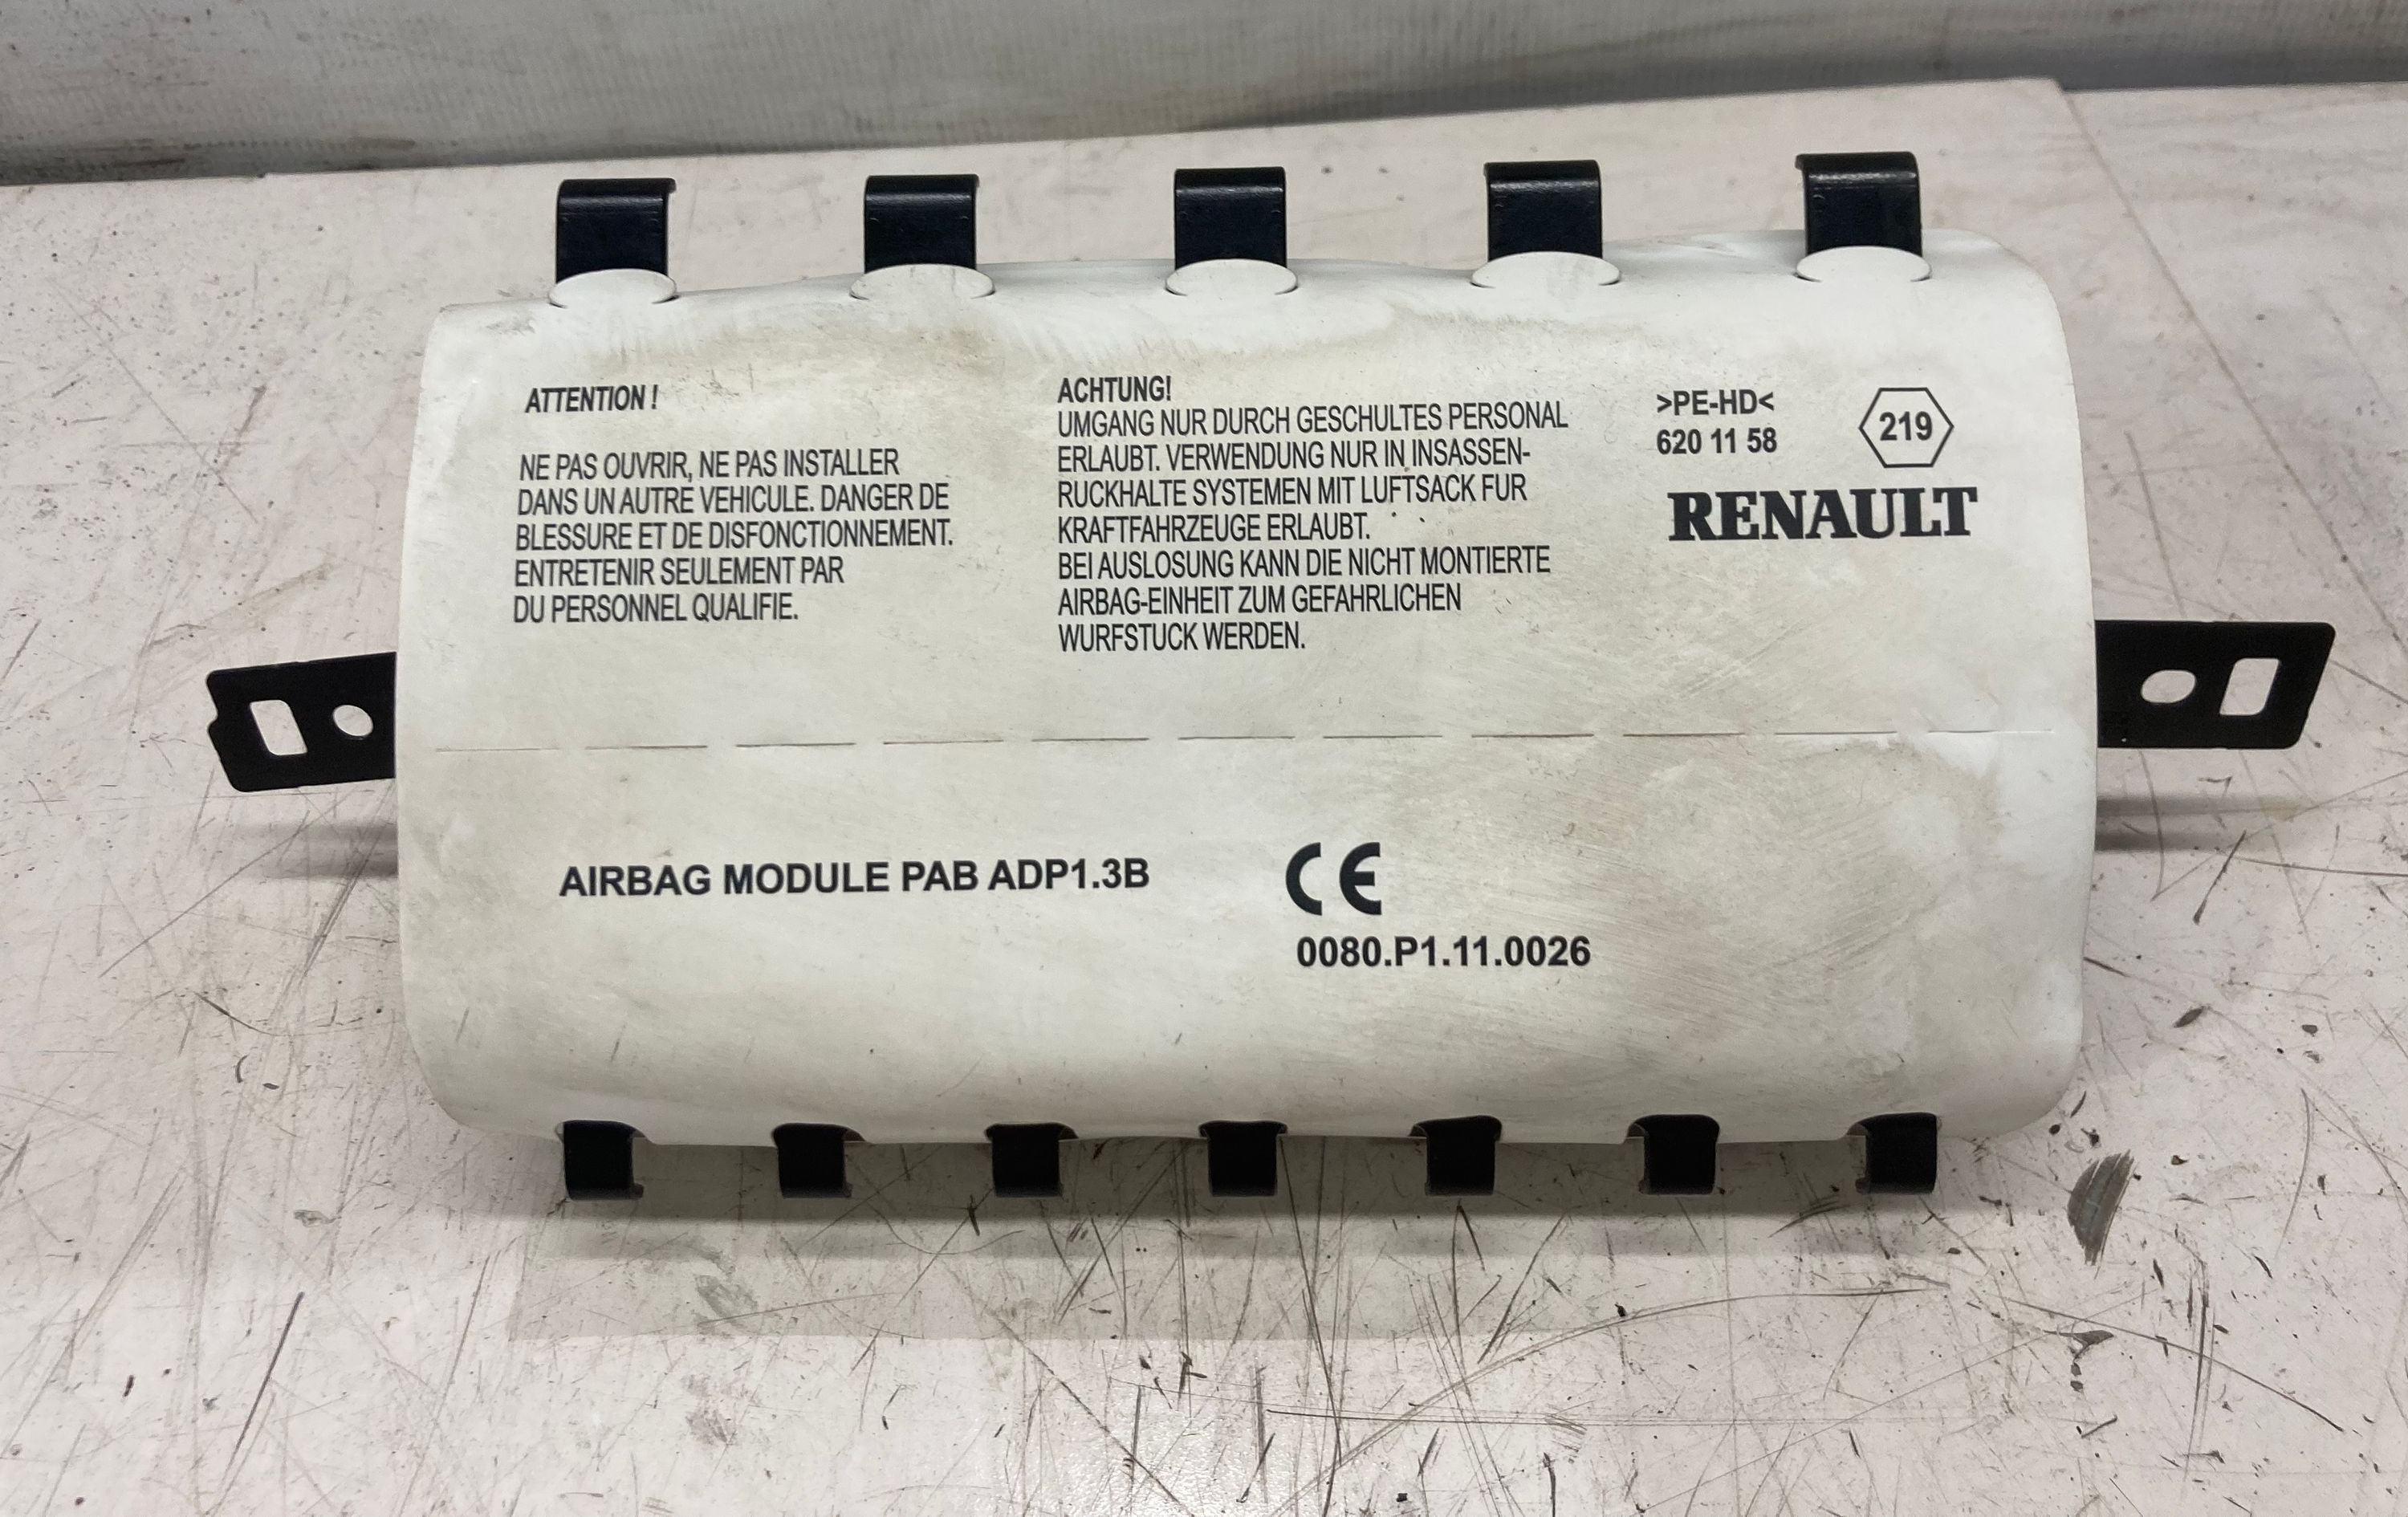 ATTENTION !
NE PAS OUVRIR, NE PAS INSTALLER
DANS UN AUTRE VEHICULE. DANGER DE
BLESSURE ET DE DISFONCTIONNEMENT.
ENTRETENIR SEULEMENT PAR
DU PERSONNEL QUALIFIE.
ACHTUNG!
UMGANG NUR DURCH GESCHULTES PERSONAL
ERLAUBT. VERWENDUNG NUR IN INSASSEN-
RUCKHALTE SYSTEMEN MIT LUFTSACK FUR
KRAFTFAHRZEUGE ERLAUBT.
BEI AUSLOSUNG KANN DIE NICHT MONTIERTE
AIRBAG-EINHEIT ZUM GEFAHRLICHEN
WURFSTUCK WERDEN.
>PE-HD<
620 11 58
219
RENAULT
AIRBAG MODULE PAB ADP1.3B
CE
0080.P1.11.0026